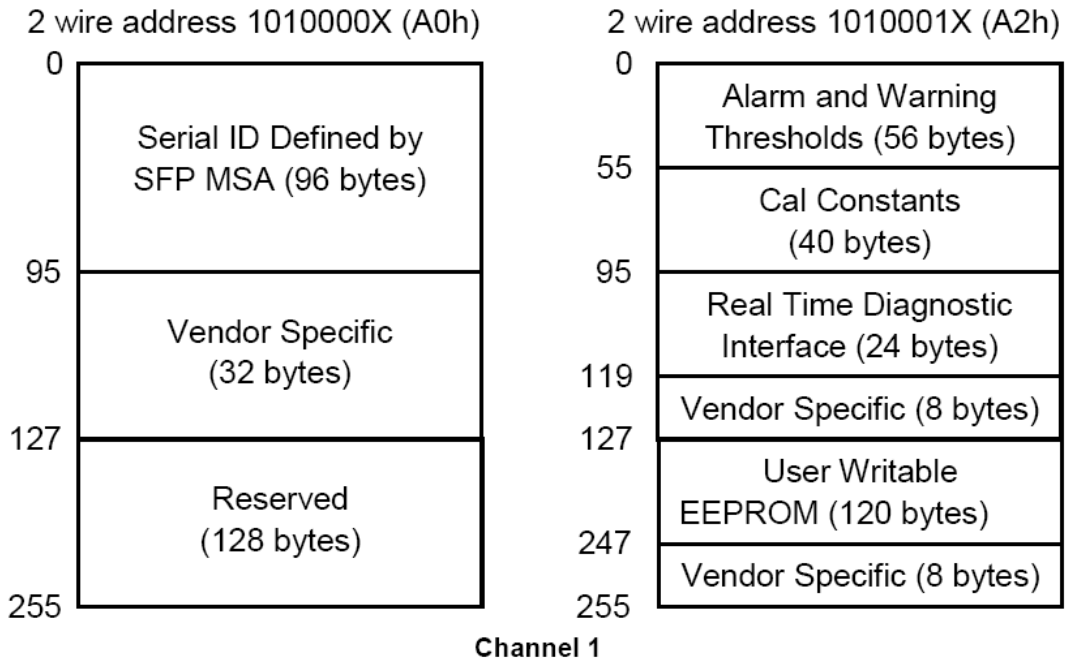 2 wire address 1010000X (A0h)
0
Serial ID Defined by
SFP MSA (96 bytes)
95
Vendor Specific
(32 bytes)
127
Reserved
(128 bytes)
255
2 wire address 1010001X (A2h)
0
Alarm and Warning
Thresholds (56 bytes)
55
Cal Constants
(40 bytes)
95
Real Time Diagnostic
Interface (24 bytes)
119
Vendor Specific (8 bytes)
127
User Writable
EEPROM (120 bytes)
247
Vendor Specific (8 bytes)
255
Channel 1